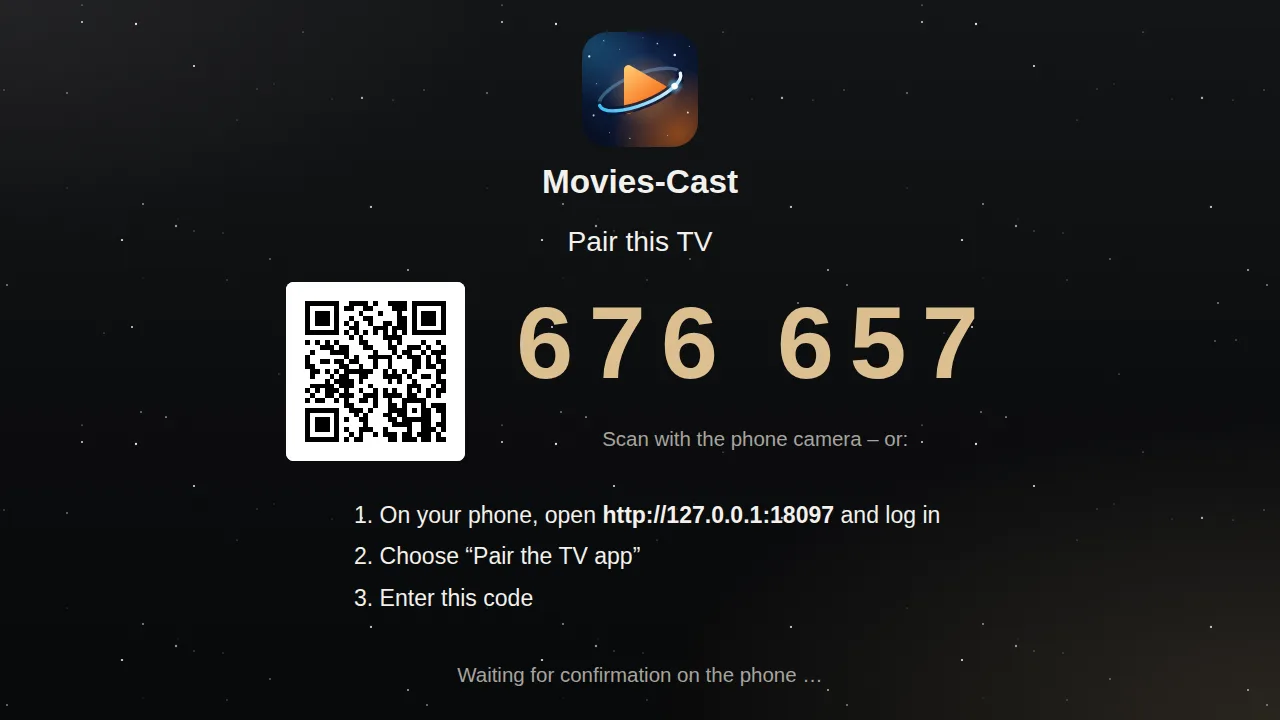 Movies-Cast
Pair this TV
676 657
Scan with the phone camera – or:
1. On your phone, open http://127.0.0.1:18097 and log in
2. Choose “Pair the TV app”
3. Enter this code
Waiting for confirmation on the phone …